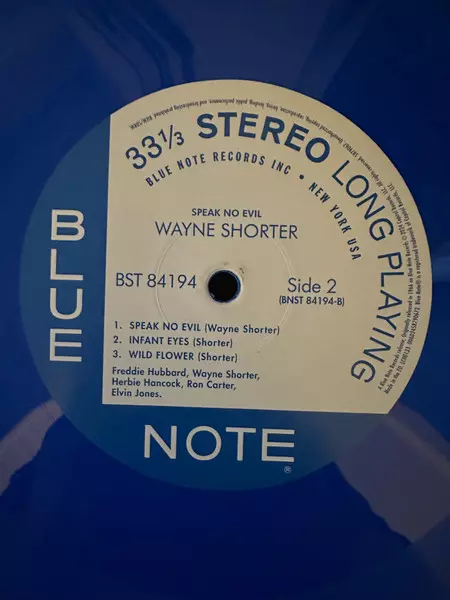 33 1/3 STEREO LONG PLAYING
BLUE NOTE RECORDS INC • NEW YORK USA
SPEAK NO EVIL
WAYNE SHORTER
BST 84194
Side 2
(BNST 84194-B)
1. SPEAK NO EVIL (Wayne Shorter)
2. INFANT EYES (Shorter)
3. WILD FLOWER (Shorter)
Freddie Hubbard, Wayne Shorter,
Herbie Hancock, Ron Carter,
Elvin Jones.
BLUE
NOTE®